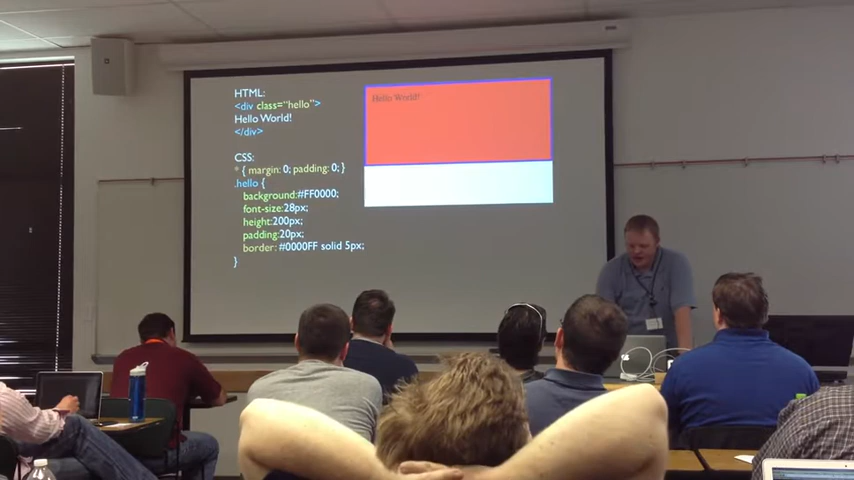 HTML:
<div class="hello">
Hello World!
</div>
CSS:
* { margin: 0; padding: 0; }
.hello {
background:#FF0000;
font-size:28px;
height:200px;
padding:20px;
border: #0000FF solid 5px;
}
Hello World!